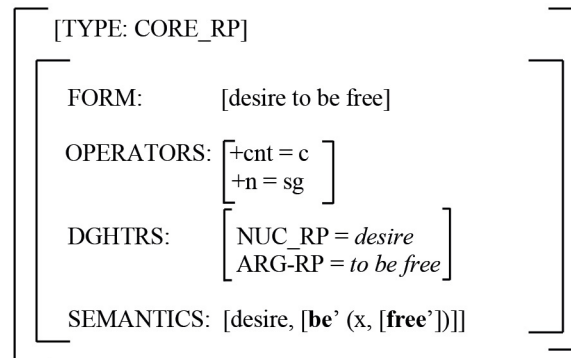 [TYPE: CORE_RP]
FORM: [desire to be free]
OPERATORS: [+cnt = c
+n = sg]
DGHTRS: [NUC_RP = desire
ARG-RP = to be free]
SEMANTICS: [desire, [be’ (x, [free’])]]